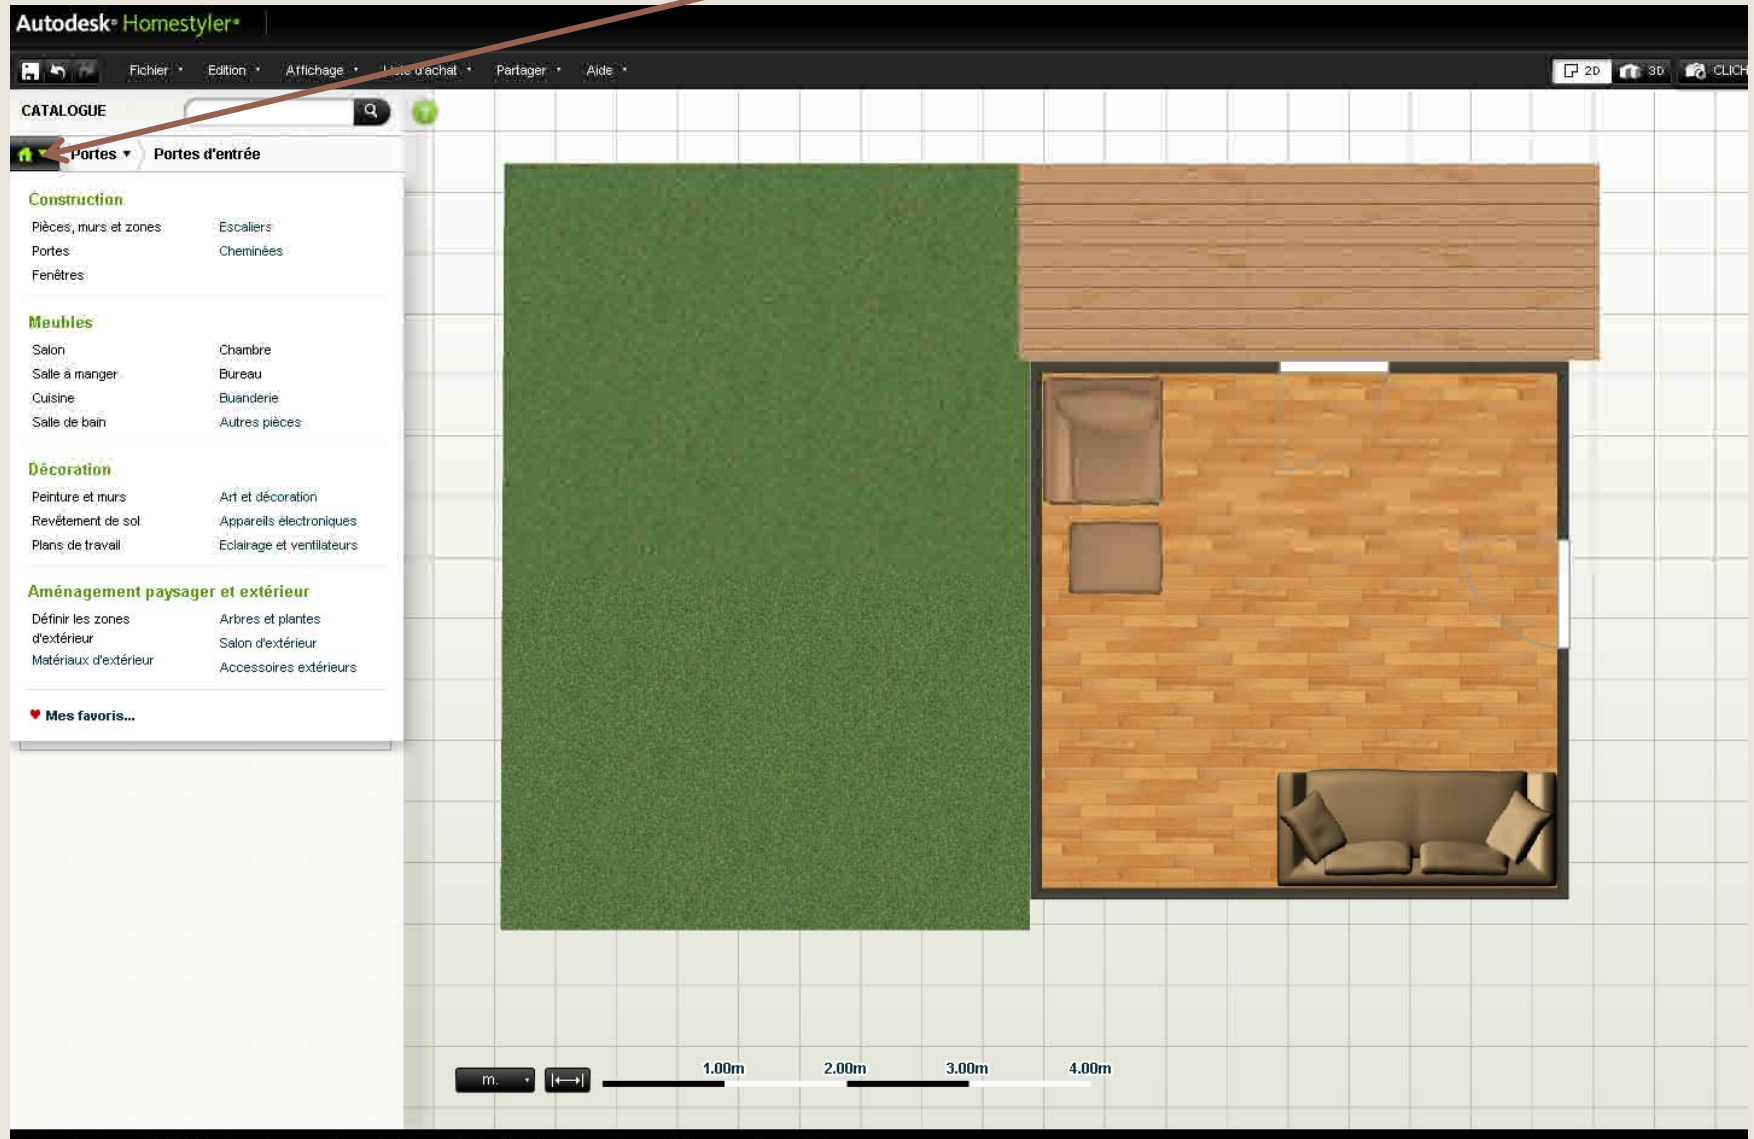 Autodesk® Homestyler®
Fichier Edition Affichage Liste d'achat Partager Aide
2D 3D CLICH
CATALOGUE
Portes Portes d'entrée
Construction
Pièces, murs et zones Escaliers
Portes Cheminées
Fenêtres
Meubles
Salon Chambre
Salle à manger Bureau
Cuisine Buanderie
Salle de bain Autres pièces
Décoration
Peinture et murs Art et décoration
Revêtement de sol Appareils électroniques
Plans de travail Eclairage et ventilateurs
Aménagement paysager et extérieur
Définir les zones d'extérieur Arbres et plantes
Matériaux d'extérieur Salon d'extérieur
Accessoires extérieurs
Mes favoris...
1.00m 2.00m 3.00m 4.00m
m.